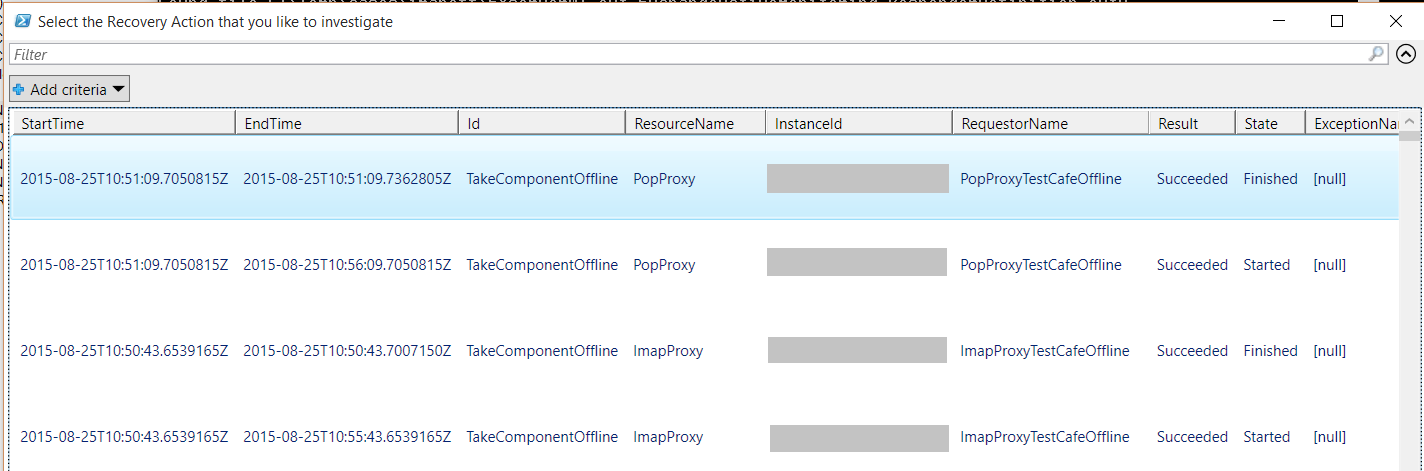 Select the Recovery Action that you like to investigate
Filter
Add criteria
StartTime EndTime Id ResourceName InstanceId RequestorName Result State ExceptionNa
2015-08-25T10:51:09.7050815Z 2015-08-25T10:51:09.7362805Z TakeComponentOffline PopProxy PopProxyTestCafeOffline Succeeded Finished [null]
2015-08-25T10:51:09.7050815Z 2015-08-25T10:56:09.7050815Z TakeComponentOffline PopProxy PopProxyTestCafeOffline Succeeded Started [null]
2015-08-25T10:50:43.6539165Z 2015-08-25T10:50:43.7007150Z TakeComponentOffline ImapProxy ImapProxyTestCafeOffline Succeeded Finished [null]
2015-08-25T10:50:43.6539165Z 2015-08-25T10:55:43.6539165Z TakeComponentOffline ImapProxy ImapProxyTestCafeOffline Succeeded Started [null]